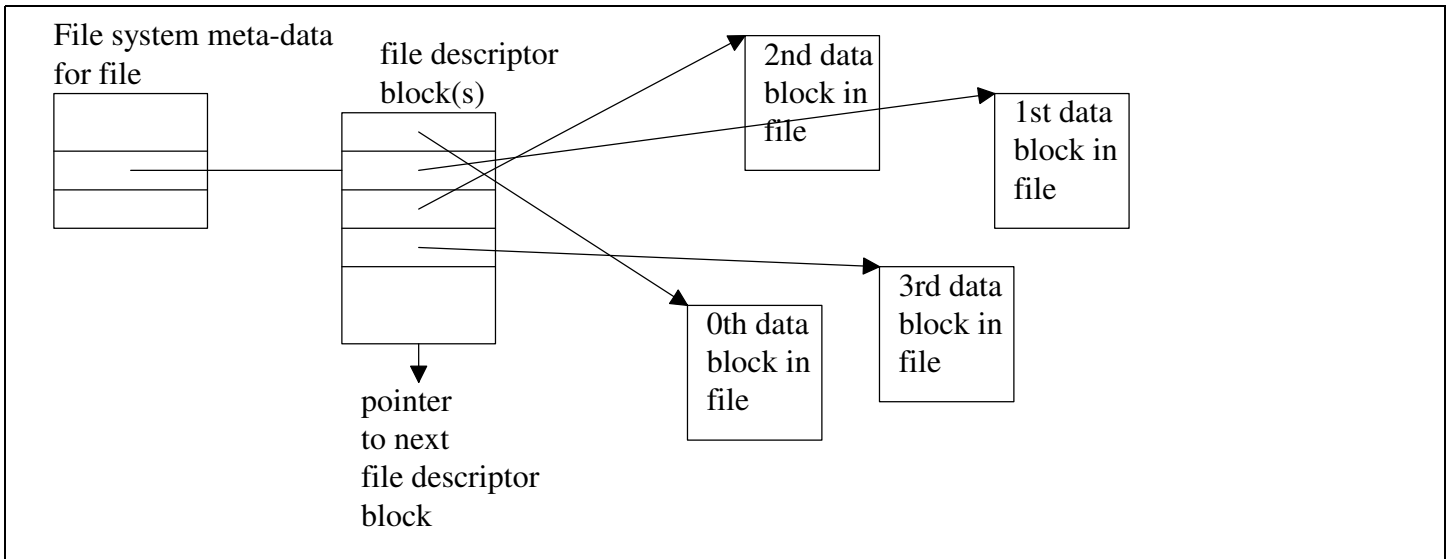 File system meta-data
for file
file descriptor
block(s)
2nd data
block in
file
1st data
block in
file
3rd data
block in
file
0th data
block in
file
pointer
to next
file descriptor
block